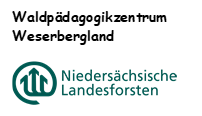 Waldpädagogikzentrum
Weserbergland
Niedersächsische
Landesforsten